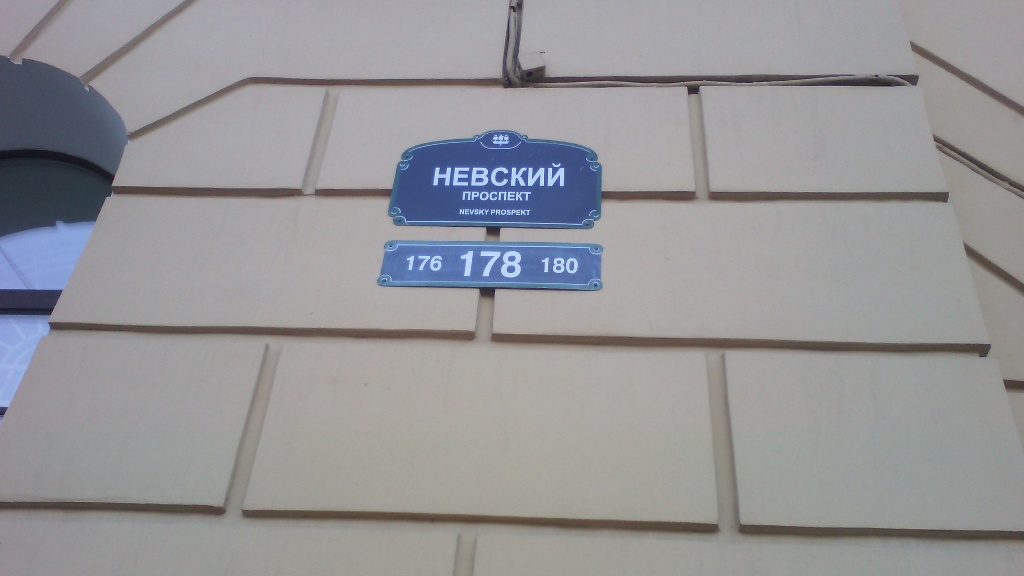 НЕВСКИЙ
ПРОСПЕКТ
NEVSKY PROSPEKT
176 178 180